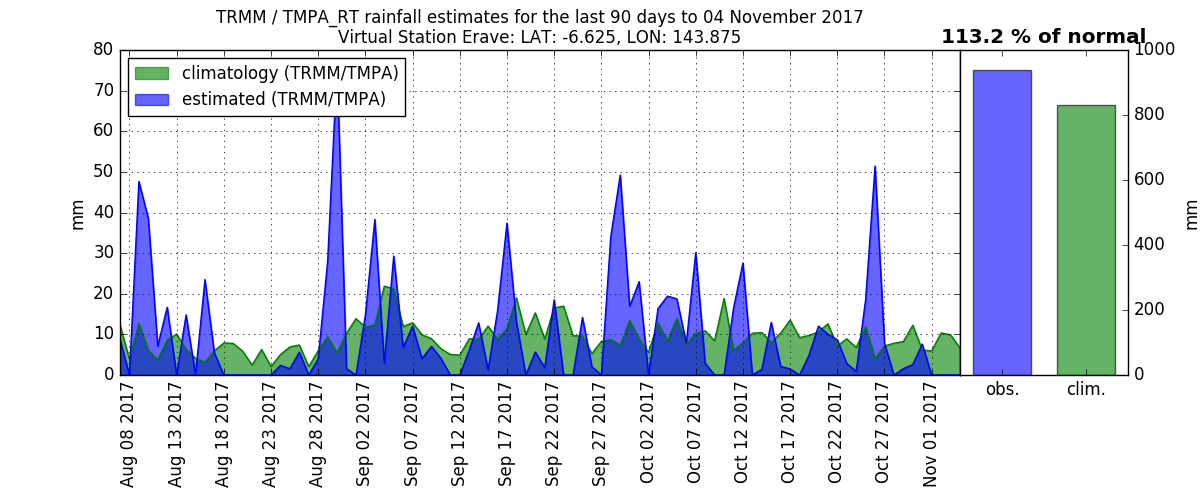 TRMM / TMPA_RT rainfall estimates for the last 90 days to 04 November 2017
Virtual Station Erave: LAT: -6.625, LON: 143.875
113.2 % of normal
climatology (TRMM/TMPA)
estimated (TRMM/TMPA)
80
70
60
50
40
30
20
10
0
mm
Aug 08 2017
Aug 13 2017
Aug 18 2017
Aug 23 2017
Aug 28 2017
Sep 02 2017
Sep 07 2017
Sep 12 2017
Sep 17 2017
Sep 22 2017
Sep 27 2017
Oct 02 2017
Oct 07 2017
Oct 12 2017
Oct 17 2017
Oct 22 2017
Oct 27 2017
Nov 01 2017
obs.
clim.
1000
800
600
400
200
0
mm